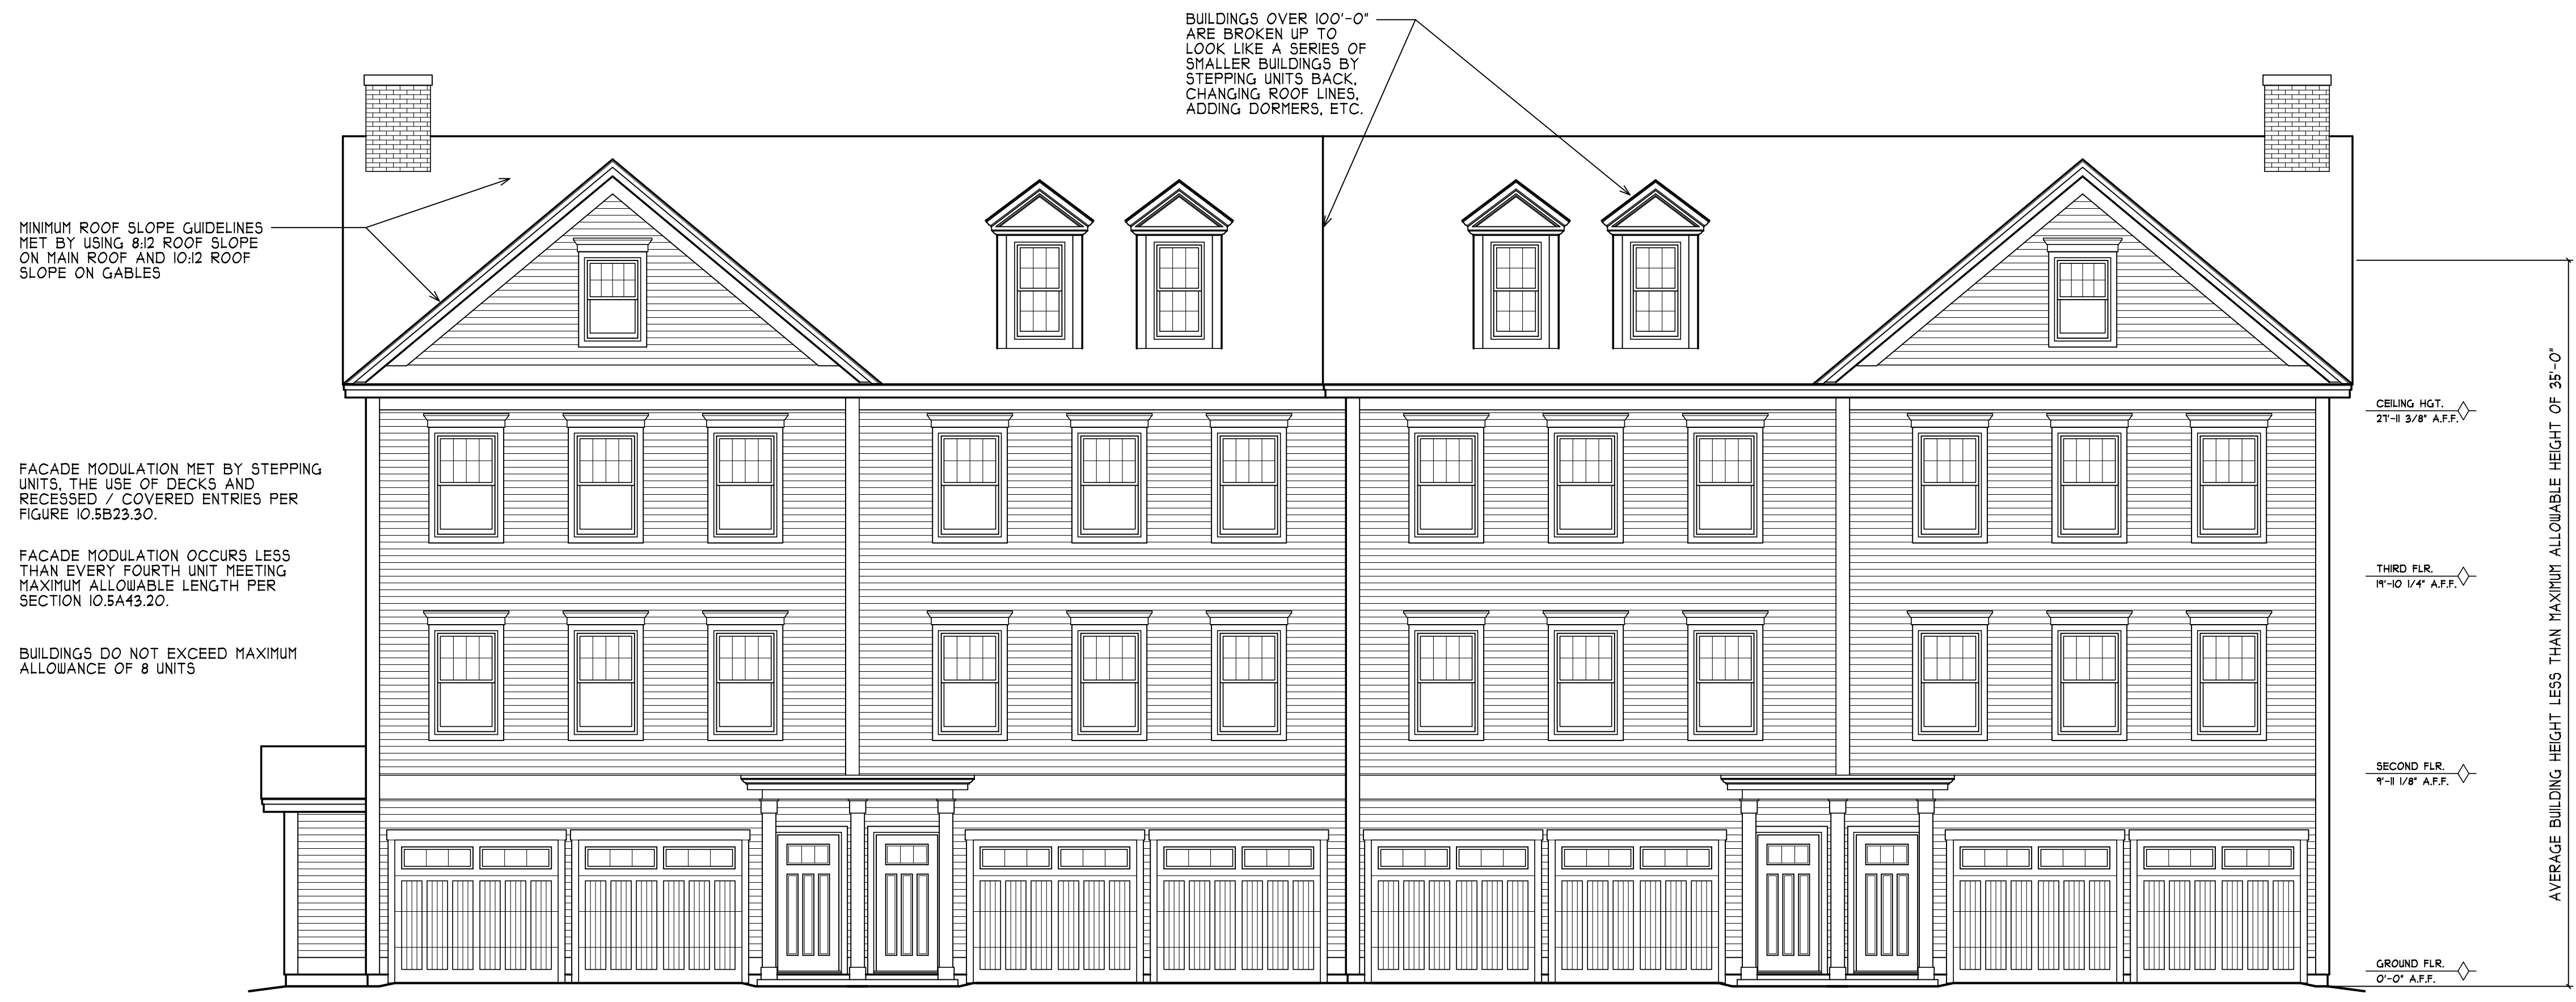 BUILDINGS OVER 100'-0"
ARE BROKEN UP TO
LOOK LIKE A SERIES OF
SMALLER BUILDINGS BY
STEPPING UNITS BACK,
CHANGING ROOF LINES,
ADDING DORMERS, ETC.
MINIMUM ROOF SLOPE GUIDELINES
MET BY USING 8:12 ROOF SLOPE
ON MAIN ROOF AND 10:12 ROOF
SLOPE ON GABLES
FACADE MODULATION MET BY STEPPING
UNITS, THE USE OF DECKS AND
RECESSED / COVERED ENTRIES PER
FIGURE 10.5B23.30.
FACADE MODULATION OCCURS LESS
THAN EVERY FOURTH UNIT MEETING
MAXIMUM ALLOWABLE LENGTH PER
SECTION 10.5A43.20.
BUILDINGS DO NOT EXCEED MAXIMUM
ALLOWANCE OF 8 UNITS
CEILING HGT.
27'-11 3/8" A.F.F.
THIRD FLR.
19'-10 1/4" A.F.F.
SECOND FLR.
9'-11 1/8" A.F.F.
GROUND FLR.
0'-0" A.F.F.
AVERAGE BUILDING HEIGHT LESS THAN MAXIMUM ALLOWABLE HEIGHT OF 35'-0"